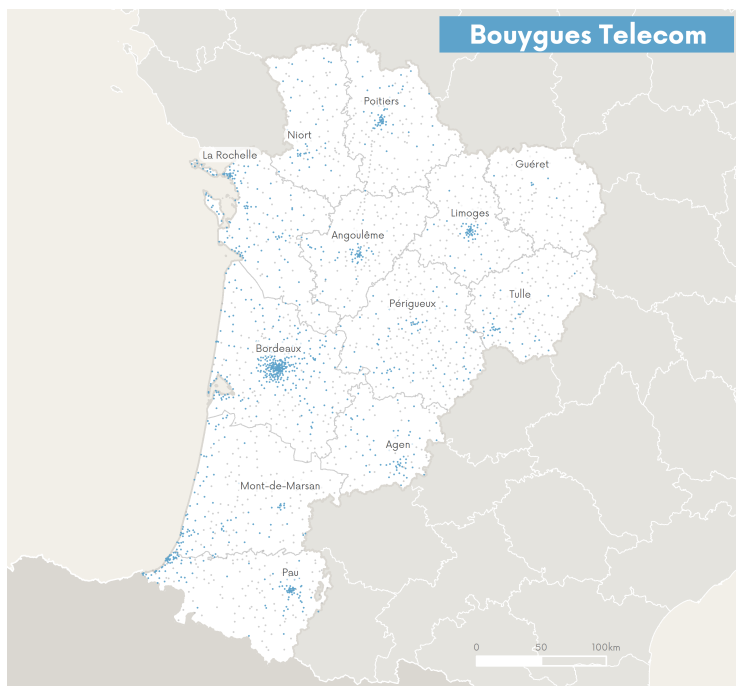 Bouygues Telecom
Poitiers
Niort
La Rochelle
Guéret
Limoges
Angoulême
Tulle
Périgueux
Bordeaux
Agen
Mont-de-Marsan
Pau
0 50 100km